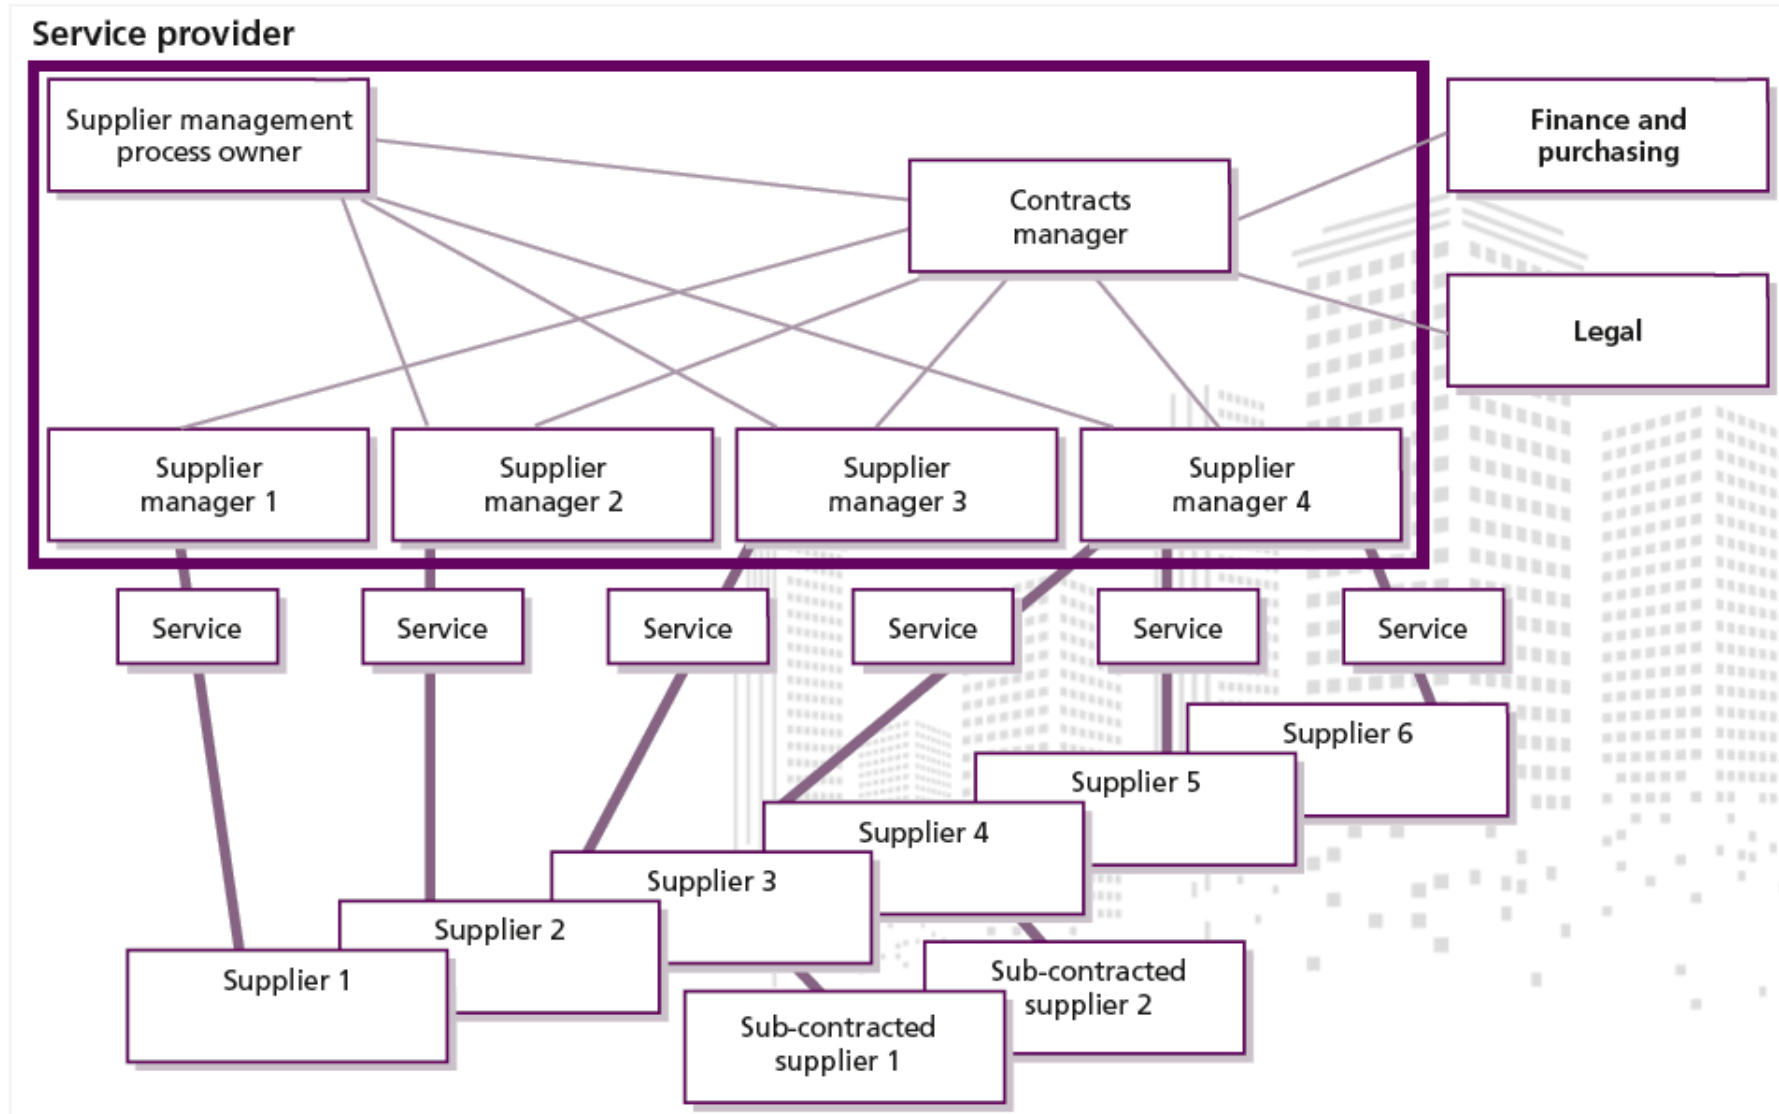 Service provider
Supplier management
process owner
Finance and
purchasing
Contracts
manager
Legal
Supplier
manager 1
Supplier
manager 2
Supplier
manager 3
Supplier
manager 4
Service
Service
Service
Service
Service
Service
Supplier 6
Supplier 5
Supplier 4
Supplier 3
Supplier 2
Supplier 1
Sub-contracted
supplier 2
Sub-contracted
supplier 1